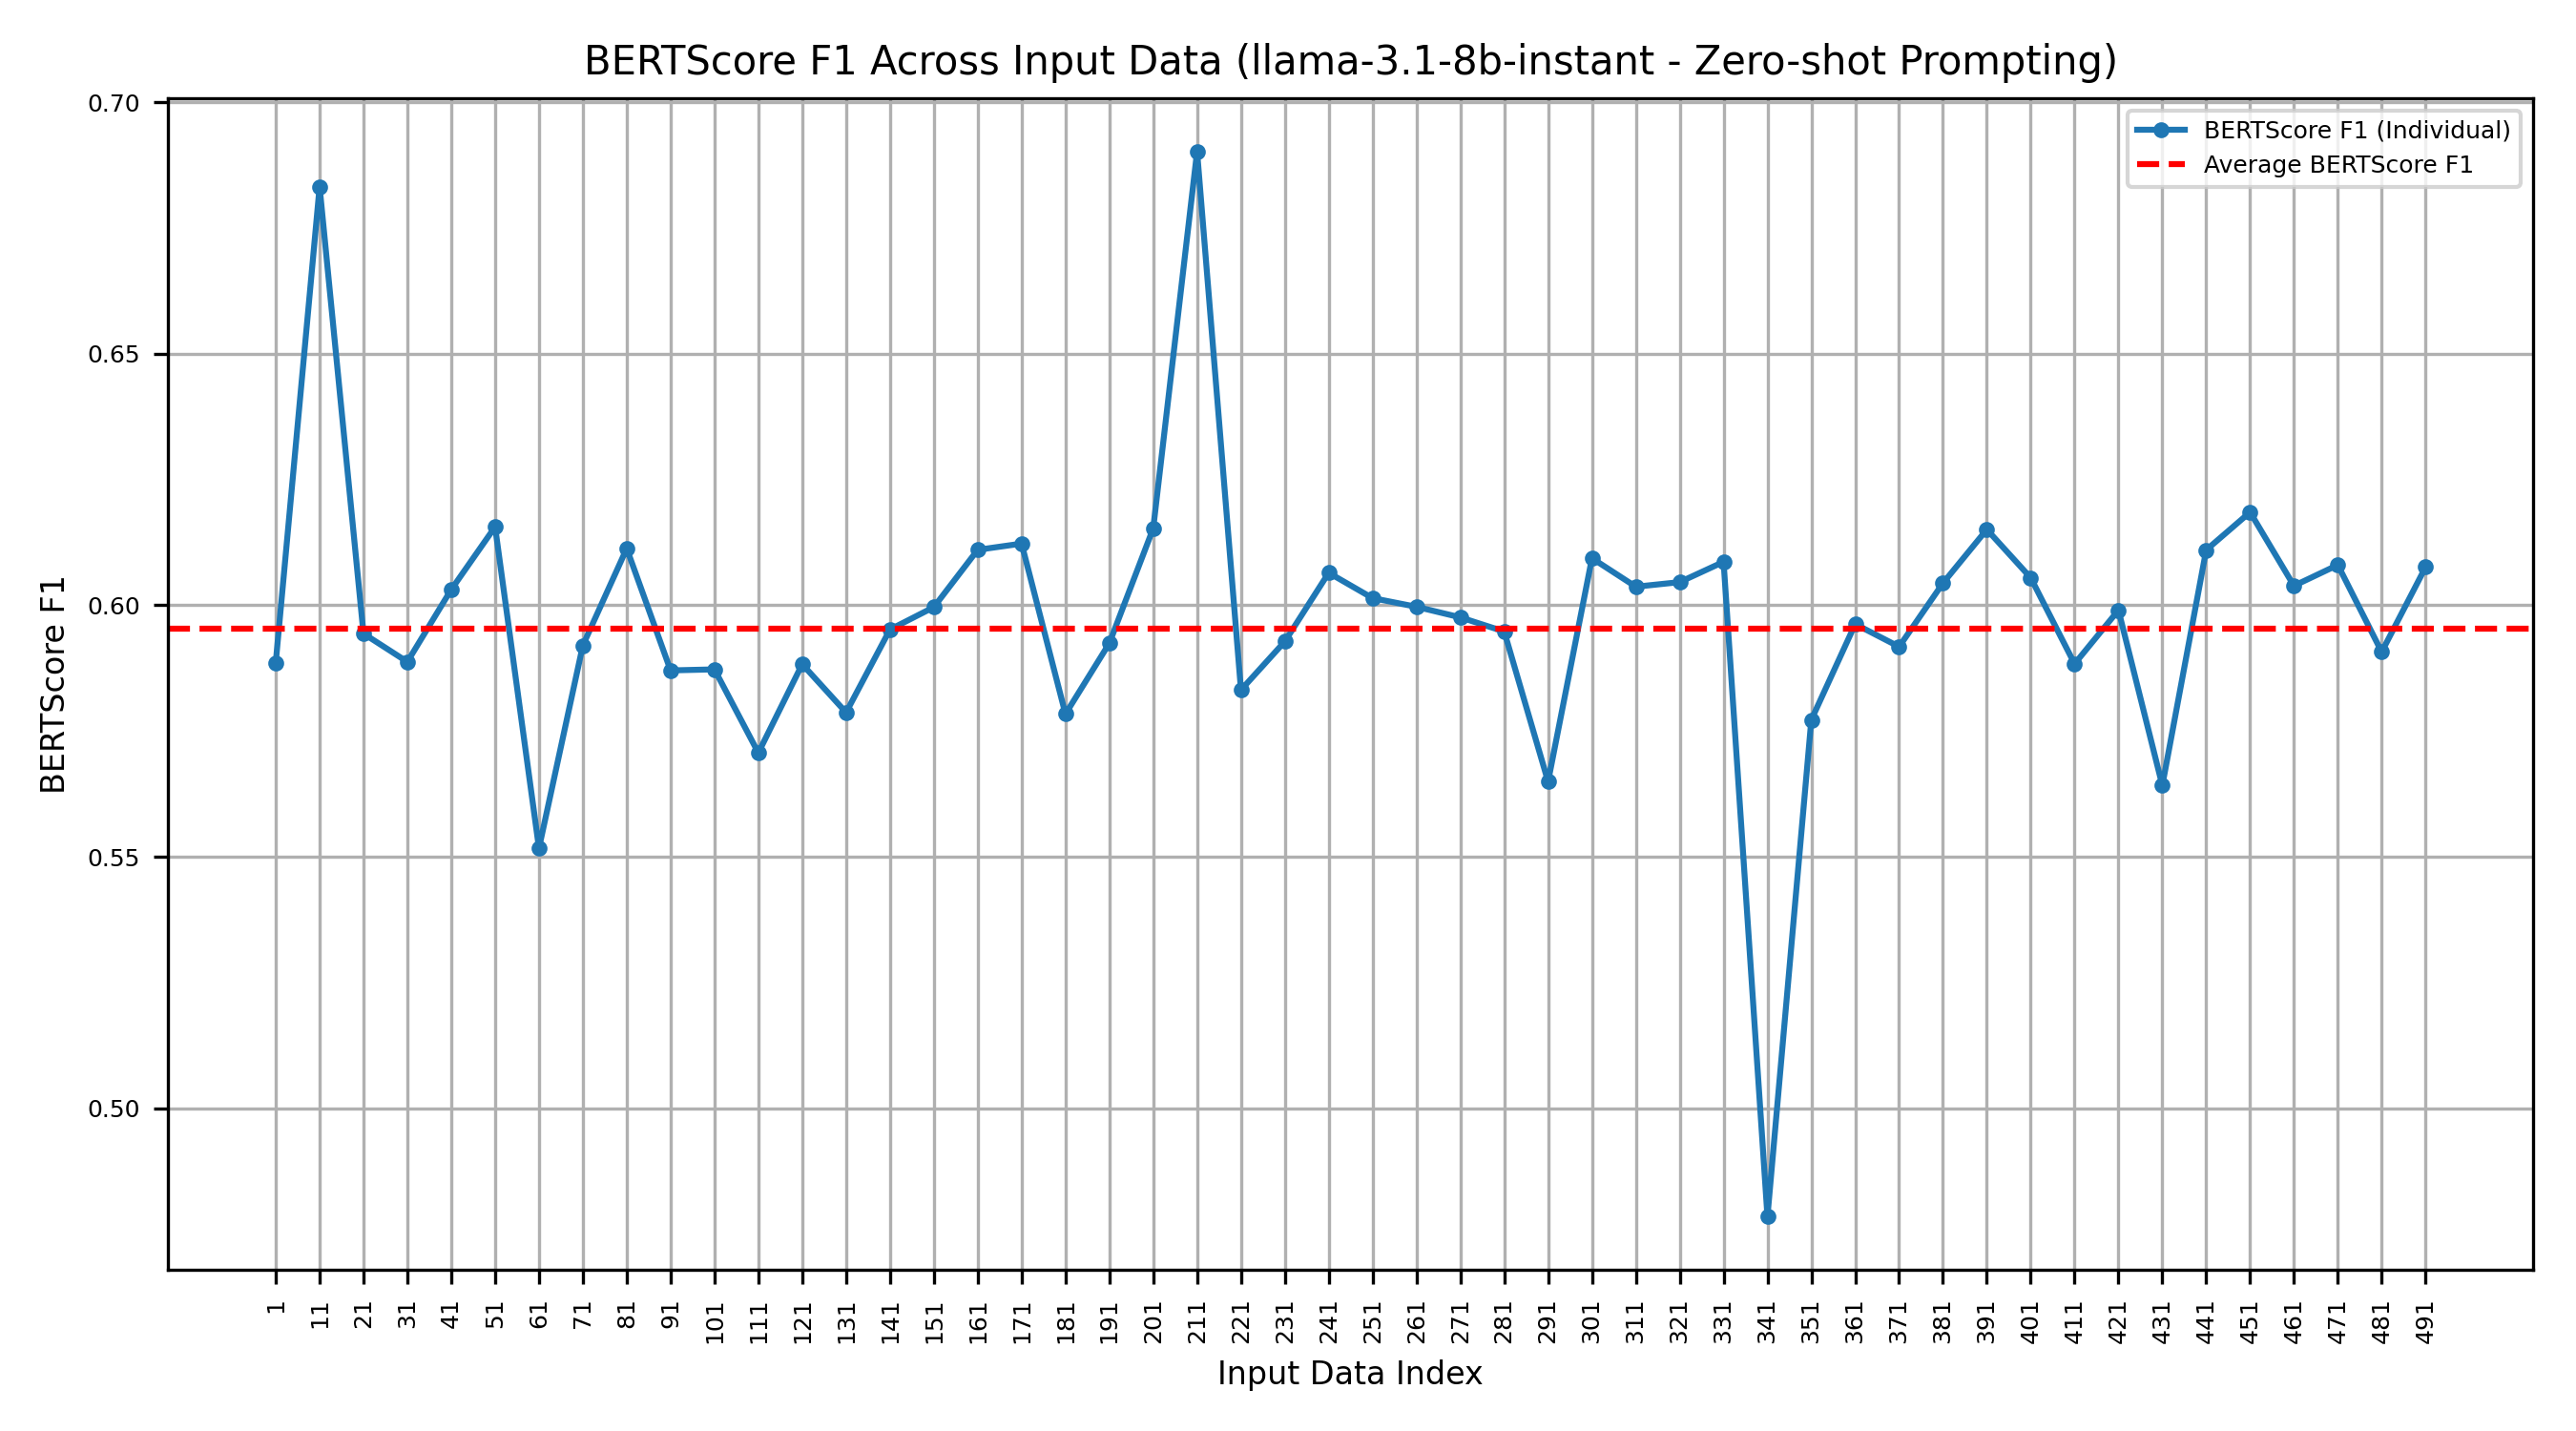 BERTScore F1 Across Input Data (llama-3.1-8b-instant - Zero-shot Prompting)
BERTScore F1 (Individual)
Average BERTScore F1
BERTScore F1
0.70
0.65
0.60
0.55
0.50
1 11 21 31 41 51 61 71 81 91 101 111 121 131 141 151 161 171 181 191 201 211 221 231 241 251 261 271 281 291 301 311 321 331 341 351 361 371 381 391 401 411 421 431 441 451 461 471 481 491
Input Data Index